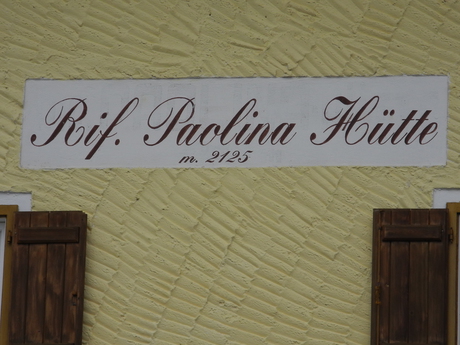 Rif. Paolina Hütte
m. 2125